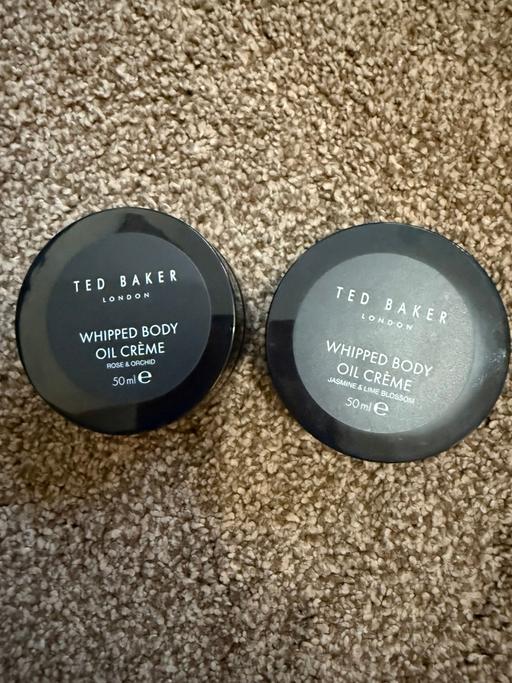 TED BAKER
LONDON
WHIPPED BODY
OIL CRÈME
ROSE & ORCHID
50 ml ℮
TED BAKER
LONDON
WHIPPED BODY
OIL CRÈME
JASMINE & LIME BLOSSOM
50 ml ℮